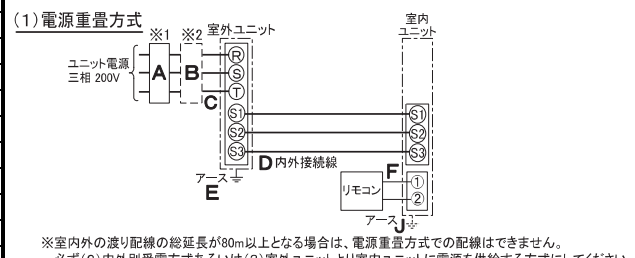 (1)電源重畳方式
※1 ※2 室外ユニット
室内
ユニット
ユニット電源
三相 200V
A
B
C
R
S
T
S1
S2
S3
S1
S2
S3
D 内外接続線
アース
E
F
リモコン
①
②
アース J
※室内外の渡り配線の総延長が80m以上となる場合は、電源重畳方式での配線はできません。